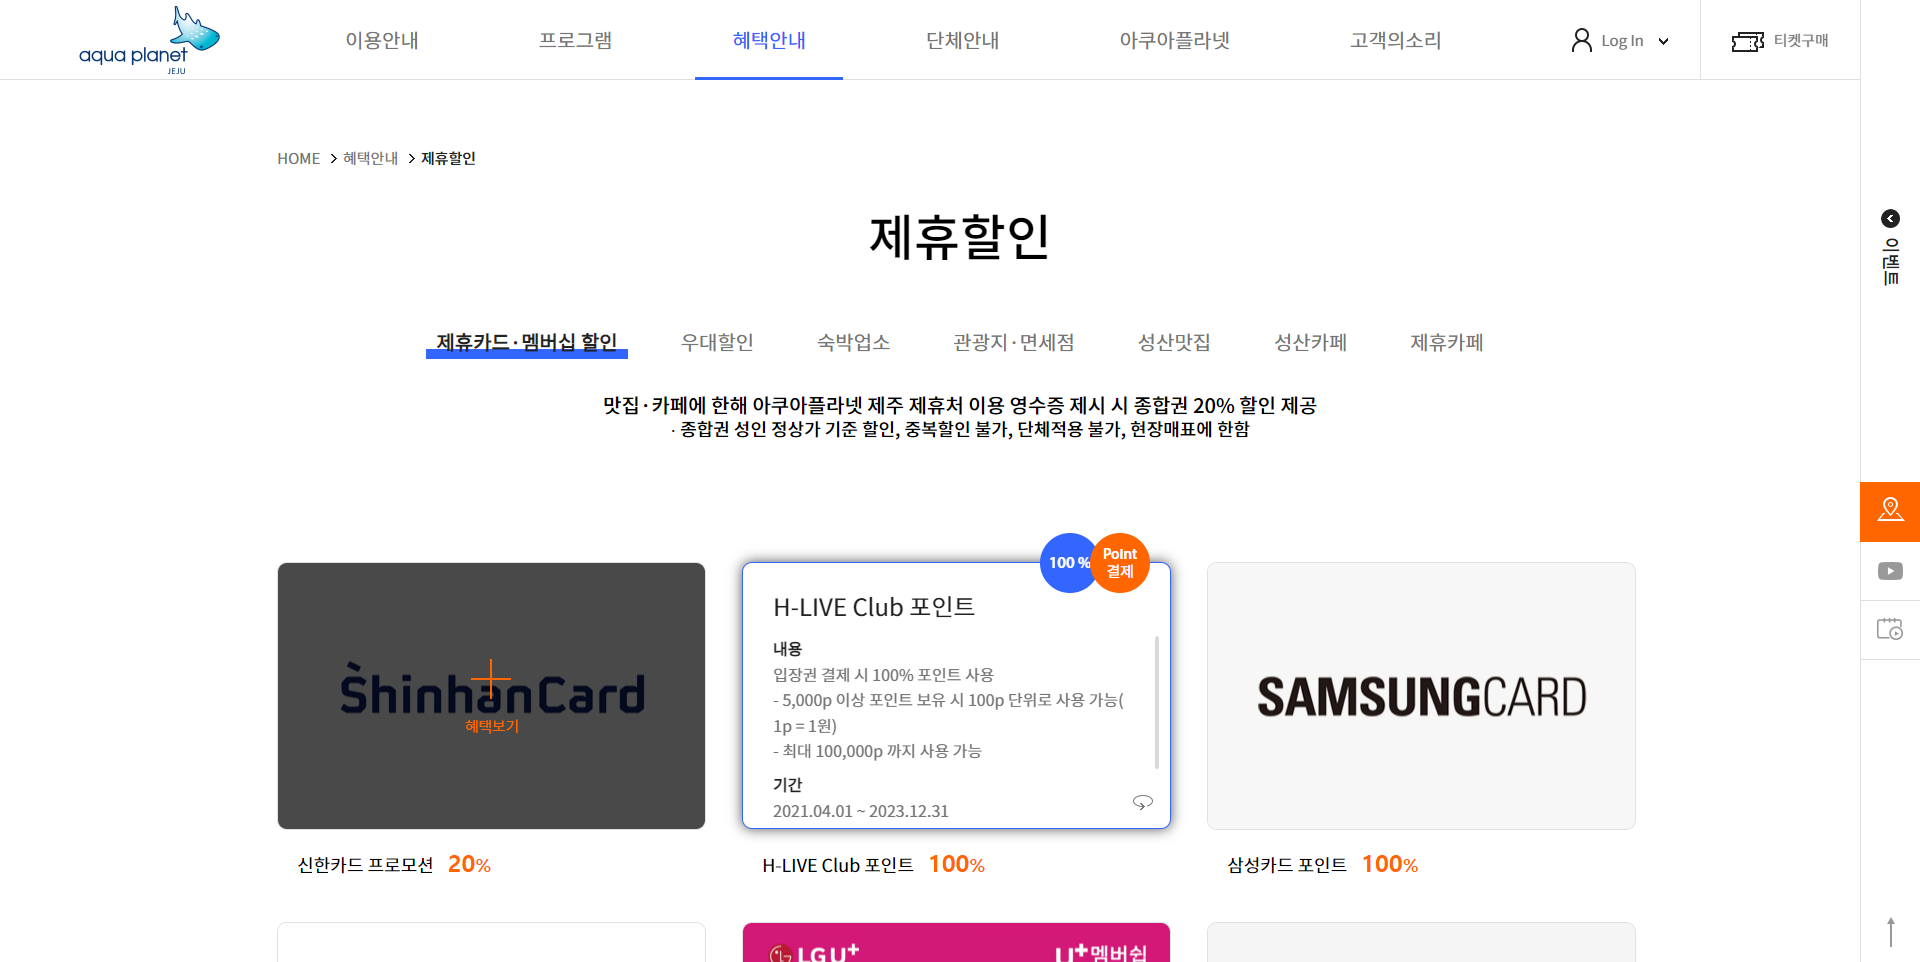 aqua planet
JEJU
이용안내
프로그램
혜택안내
단체안내
아쿠아플라넷
고객의소리
Log In
티켓구매
HOME > 혜택안내 > 제휴할인
이벤트
제휴할인
제휴카드·멤버십 할인
우대할인
숙박업소
관광지·면세점
성산맛집
성산카페
제휴카페
맛집·카페에 한해 아쿠아플라넷 제주 제휴처 이용 영수증 제시 시 종합권 20% 할인 제공
· 종합권 성인 정상가 기준 할인, 중복할인 불가, 단체적용 불가, 현장매표에 한함
ShinhanCard
혜택보기
신한카드 프로모션 20%
100 %
Point
결제
H-LIVE Club 포인트
내용
입장권 결제 시 100% 포인트 사용
- 5,000p 이상 포인트 보유 시 100p 단위로 사용 가능(
1p = 1원)
- 최대 100,000p 까지 사용 가능
기간
2021.04.01 ~ 2023.12.31
H-LIVE Club 포인트 100%
SAMSUNG CARD
삼성카드 포인트 100%
LG U+
U+멤버쉽